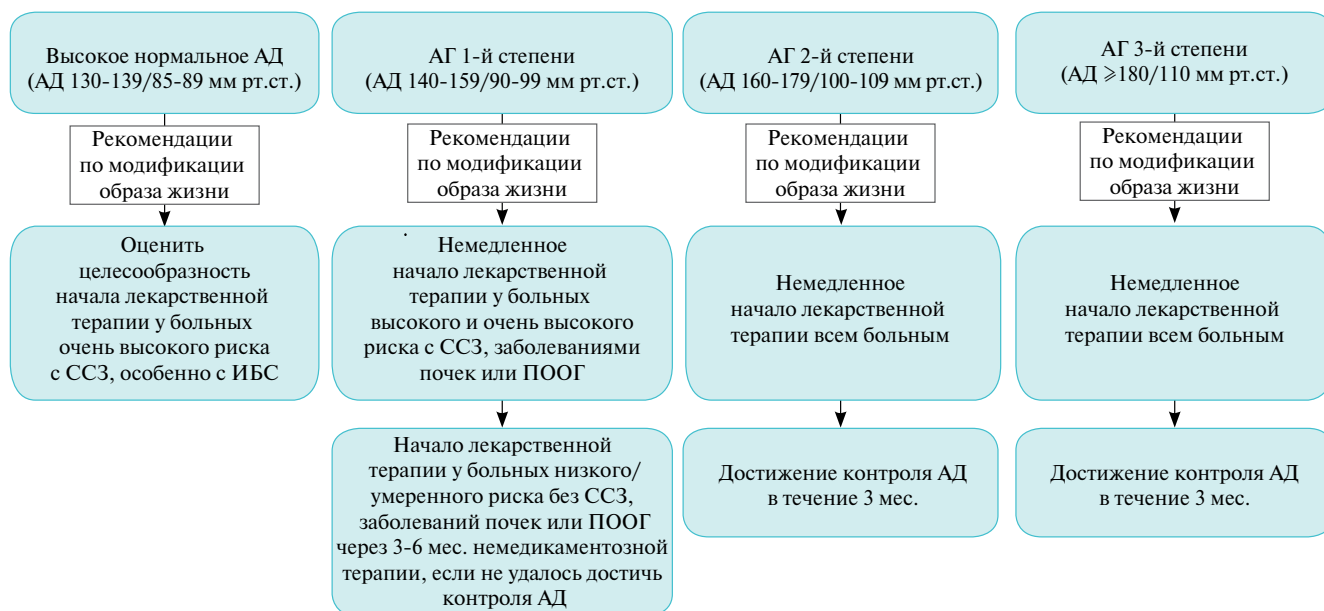 Высокое нормальное АД
(АД 130-139/85-89 мм рт.ст.)
Рекомендации
по модификации
образа жизни
Оценить
целесообразность
начала лекарственной
терапии у больных
очень высокого риска
с ССЗ, особенно с ИБС
АГ 1-й степени
(АД 140-159/90-99 мм рт.ст.)
Рекомендации
по модификации
образа жизни
Немедленное
начало лекарственной
терапии у больных
высокого и очень высокого
риска с ССЗ, заболеваниями
почек или ПООГ
Начало лекарственной
терапии у больных низкого/
умеренного риска без ССЗ,
заболеваний почек или ПООГ
через 3-6 мес. немедикаментозной
терапии, если не удалось достичь
контроля АД
АГ 2-й степени
(АД 160-179/100-109 мм рт.ст.)
Рекомендации
по модификации
образа жизни
Немедленное
начало лекарственной
терапии всем больным
Достижение контроля АД
в течение 3 мес.
АГ 3-й степени
(АД ⩾180/110 мм рт.ст.)
Рекомендации
по модификации
образа жизни
Немедленное
начало лекарственной
терапии всем больным
Достижение контроля АД
в течение 3 мес.